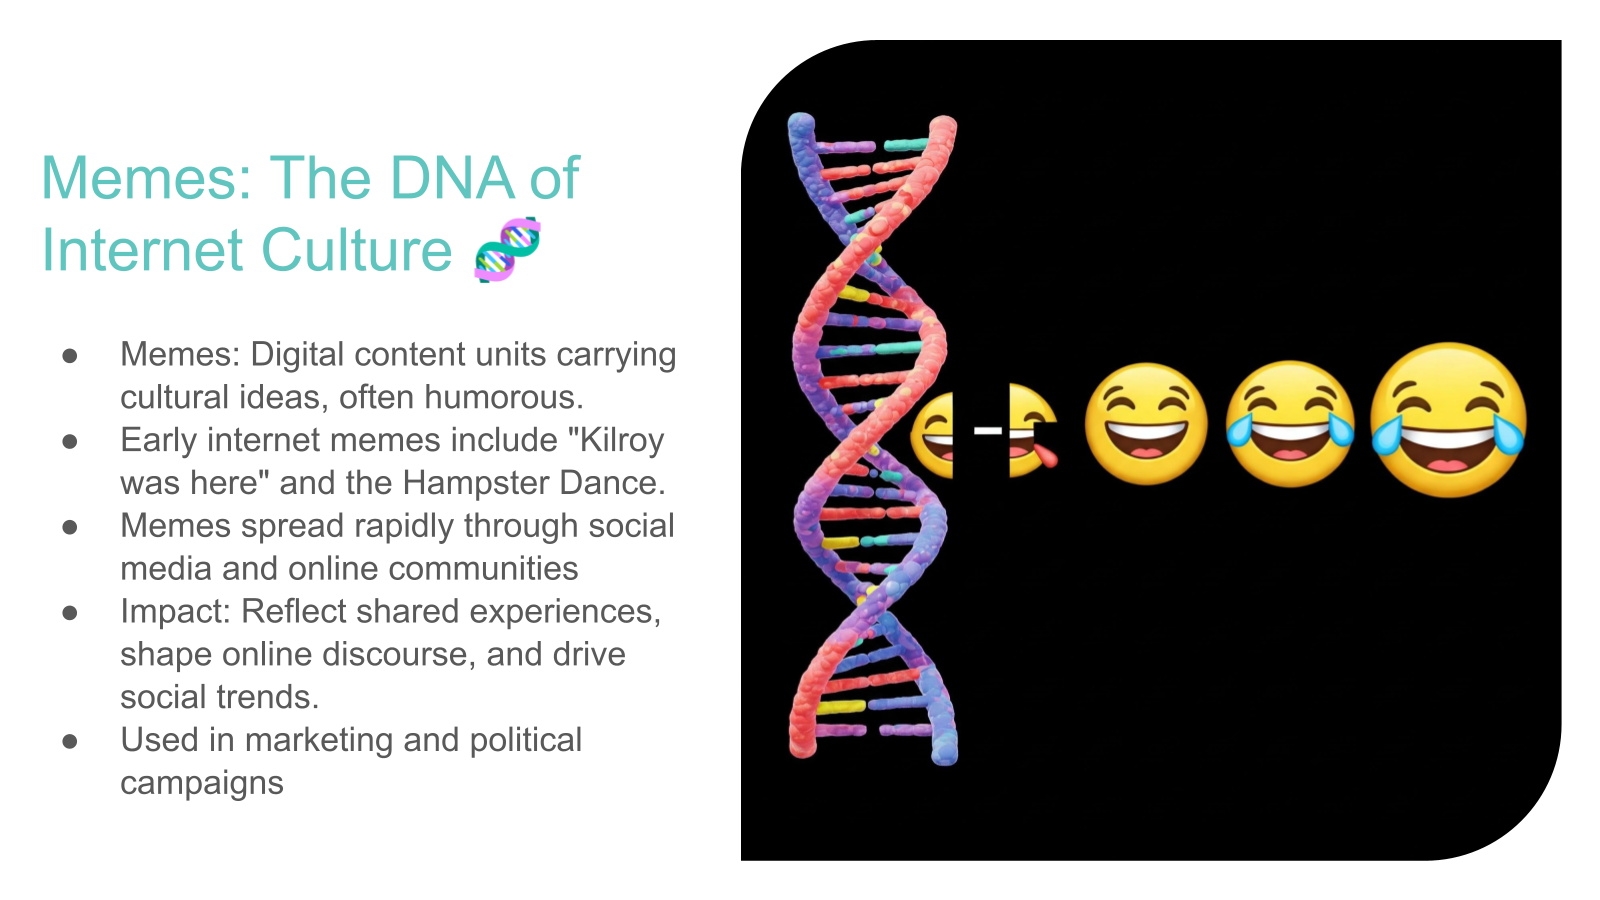 Memes: The DNA of
Internet Culture 🧬
● Memes: Digital content units carrying
cultural ideas, often humorous.
● Early internet memes include "Kilroy
was here" and the Hampster Dance.
● Memes spread rapidly through social
media and online communities
● Impact: Reflect shared experiences,
shape online discourse, and drive
social trends.
● Used in marketing and political
campaigns